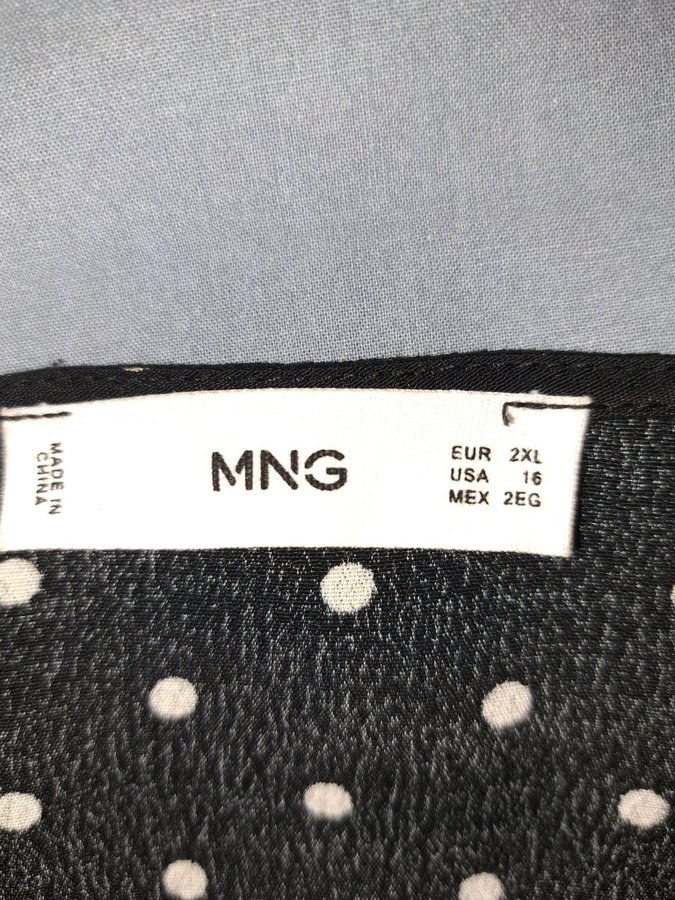 MADE IN
CHINA
MNG
EUR 2XL
USA 16
MEX 2EG